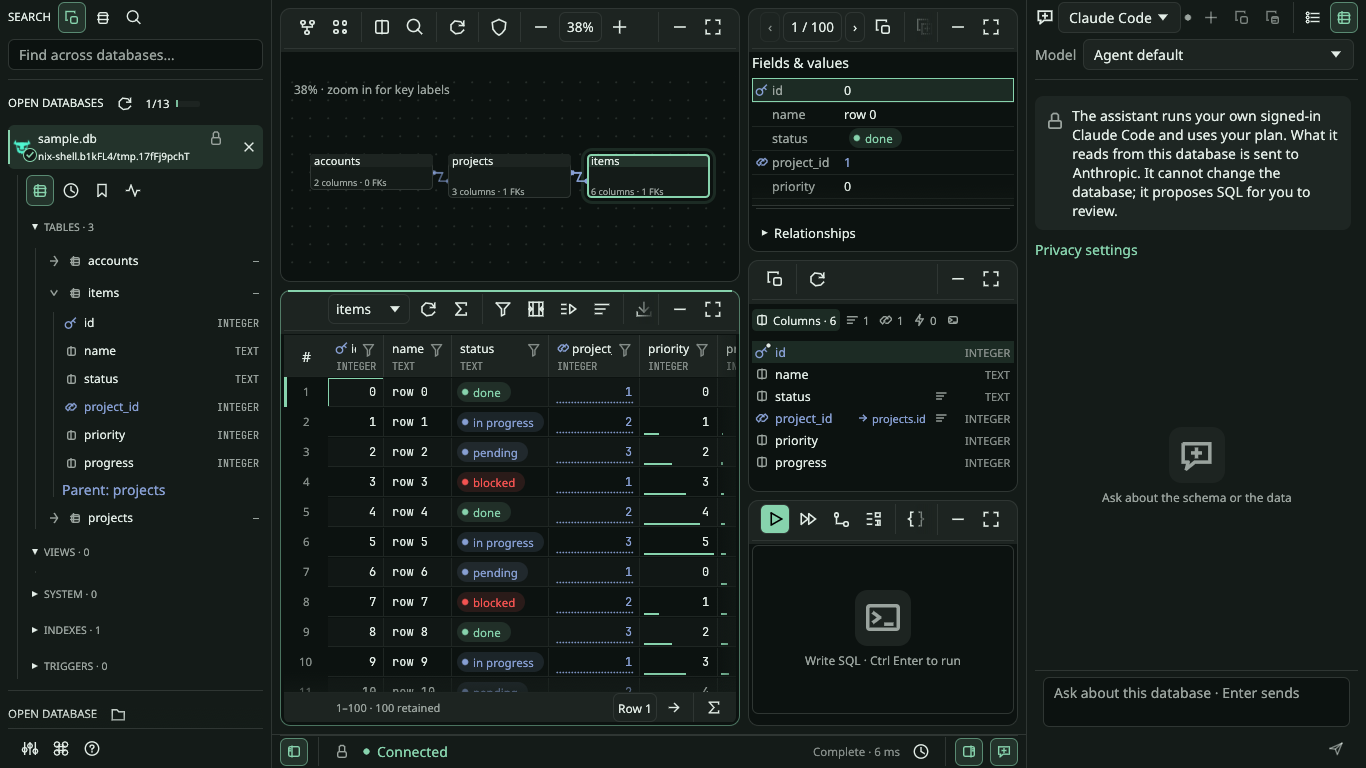 SEARCH
Find across databases...
OPEN DATABASES 1/13
sample.db
nix-shell.b1kFL4/tmp.17fFj9pchT
TABLES · 3
accounts –
items –
id INTEGER
name TEXT
status TEXT
project_id INTEGER
priority INTEGER
progress INTEGER
Parent: projects
projects –
VIEWS · 0
SYSTEM · 0
INDEXES · 1
TRIGGERS · 0
OPEN DATABASE
38%
38% · zoom in for key labels
accounts
2 columns · 0 FKs
projects
3 columns · 1 FKs
items
6 columns · 1 FKs
items
# name status project priority
INTEGER TEXT TEXT INTEGER INTEGER
1 0 row 0 done 1 0
2 1 row 1 in progress 2 1
3 2 row 2 pending 3 2
4 3 row 3 blocked 1 3
5 4 row 4 done 2 4
6 5 row 5 in progress 3 5
7 6 row 6 pending 1 0
8 7 row 7 blocked 2 1
9 8 row 8 done 3 2
10 9 row 9 in progress 1 3
11 10 row 10 pending 2 4
1–100 · 100 retained Row 1
1 / 100
Fields & values
id 0
name row 0
status done
project_id 1
priority 0
Relationships
Columns · 6 1 1 0
id INTEGER
name TEXT
status TEXT
project_id projects.id INTEGER
priority INTEGER
progress INTEGER
Write SQL · Ctrl Enter to run
Connected Complete · 6 ms
Claude Code
Model Agent default
The assistant runs your own signed-in
Claude Code and uses your plan. What it
reads from this database is sent to
Anthropic. It cannot change the
database; it proposes SQL for you to
review.
Privacy settings
Ask about the schema or the data
Ask about this database · Enter sends